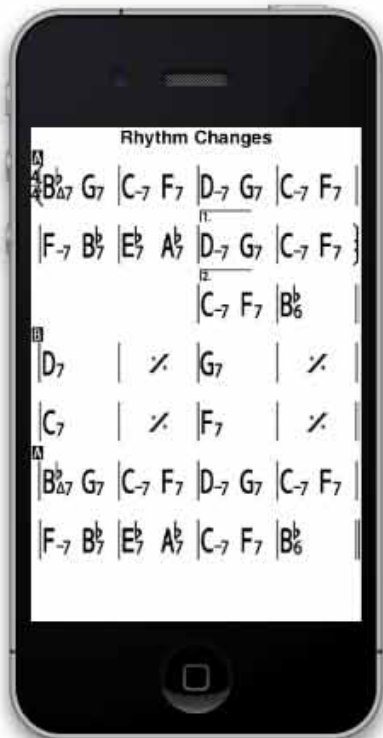 Rhythm Changes
A
4/4 B♭Δ7 G7 | C-7 F7 | D-7 G7 | C-7 F7 |
1.
F-7 B♭7 | E♭7 A♭7 | D-7 G7 | C-7 F7
2.
C-7 F7 | B♭6
B
D7 | 𝄎 | G7 | 𝄎
C7 | 𝄎 | F7 | 𝄎
A
B♭Δ7 G7 | C-7 F7 | D-7 G7 | C-7 F7 |
F-7 B♭7 | E♭7 A♭7 | C-7 F7 | B♭6